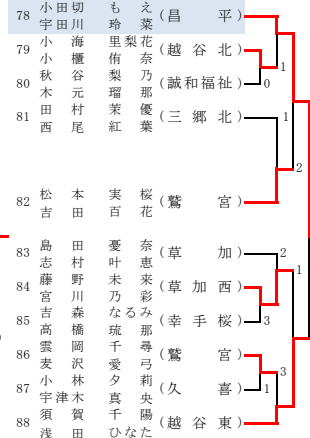 小田切 もえ
78 (昌平)
宇田川 玲菜
小海 里梨花
79 (越谷北)
小櫃 侑奈
1
秋谷 梨乃
80 (誠和福祉) 0
木元 瑠那
田村 茉優
81 (三郷北) 1
西尾 紅葉
2
松本 実桜
82 (鷲宮)
吉田 百花
島田 憂奈
83 (草加) 2
志村 叶恵
1
藤野 未来
84 (草加西)
宮川 乃彩
吉森 なるみ
85 (幸手桜) 3
高橋 琉那
雲岡 千尋
86 (鷲宮)
麦沢 愛弓
3
小林 夕莉
87 (久喜) 1
宇津木 真央
須賀 千陽
88 (越谷東)
浅田 ひなた